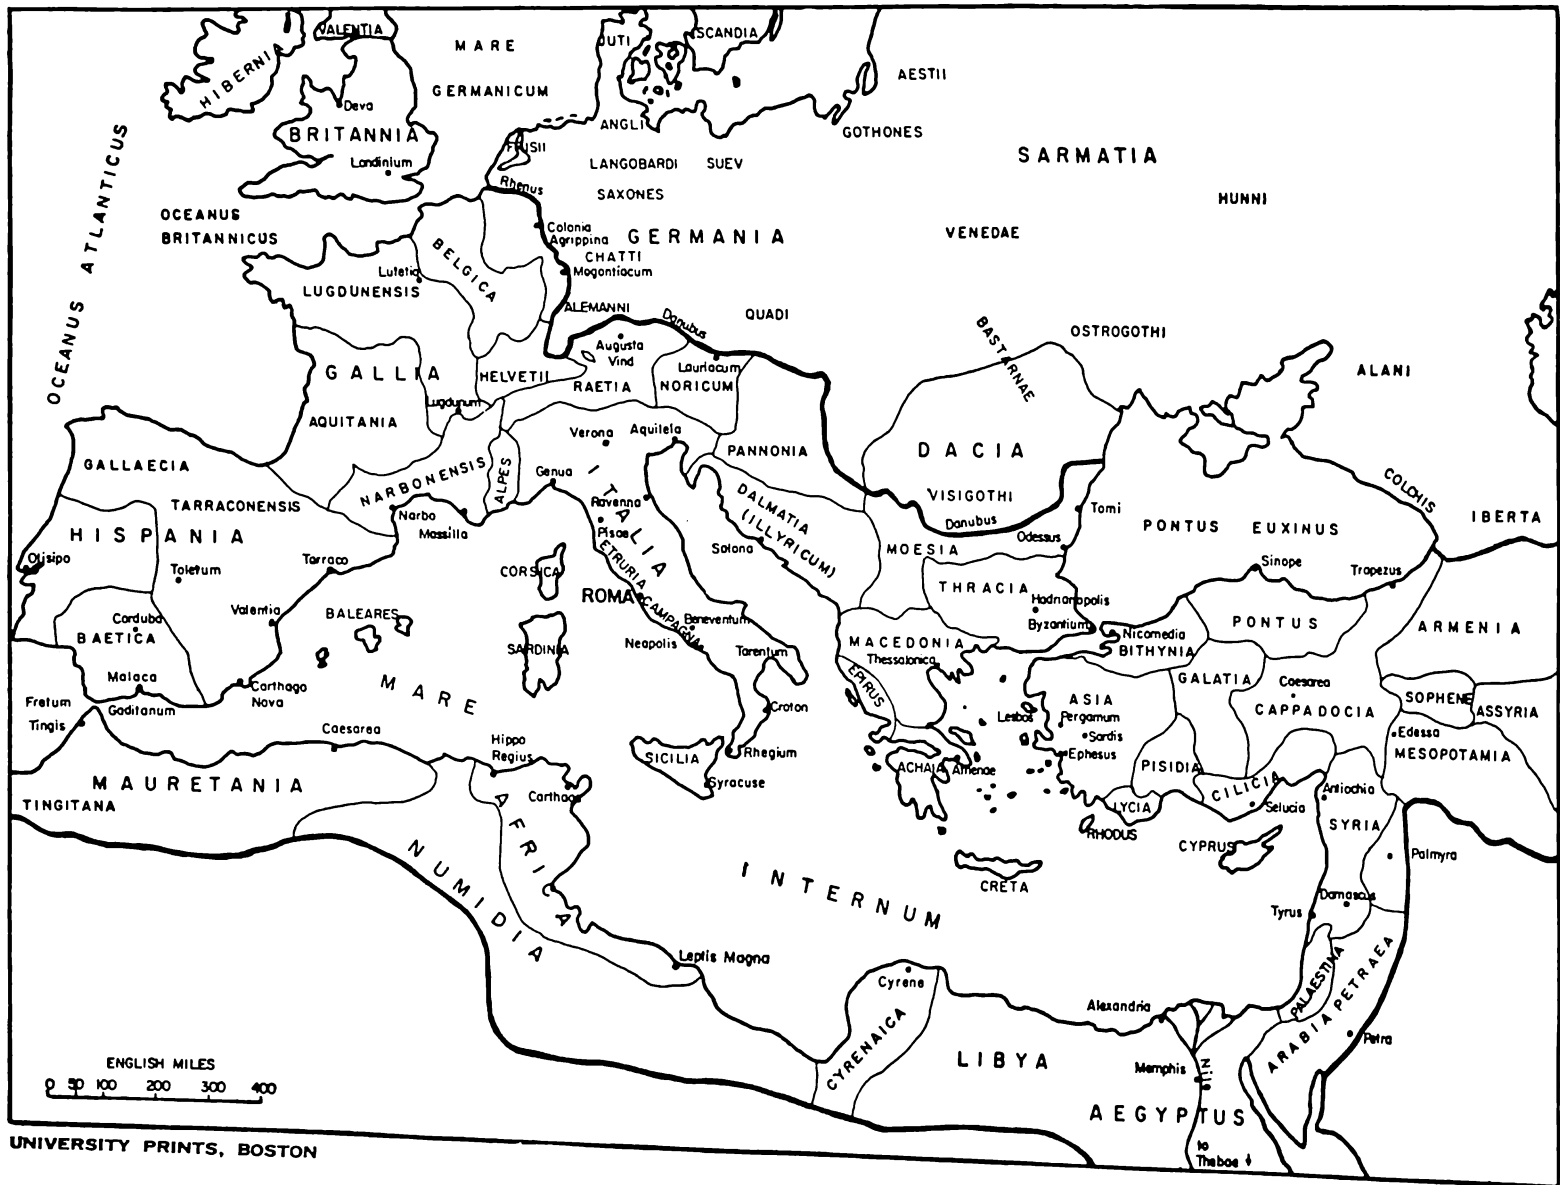 VALENTIA
HIBERNIA
MARE
GERMANICUM
JUTI
SCANDIA
AESTII
Deva
BRITANNIA
Londinium
FRISII
ANGLI
GOTHONES
LANGOBARDI
SUEV
SAXONES
SARMATIA
HUNNI
OCEANUS ATLANTICUS
OCEANUS
BRITANNICUS
Rhenus
Colonia
Agrippina
GERMANIA
VENEDAE
CHATTI
Mogontiacum
BELGICA
Lutetia
LUGDUNENSIS
ALEMANNI
Danubus
QUADI
BASTARNAE
OSTROGOTHI
ALANI
Augusta
Vind
Lauriacum
GALLIA
HELVETII
RAETIA
NORICUM
Lugdunum
AQUITANIA
Verona
Aquilela
PANNONIA
DACIA
GALLAECIA
NARBONENSIS
ALPES
Genua
ITALIA
Ravenna
DALMATIA
(ILLYRICUM)
VISIGOTHI
Danubus
COLCHIS
IBERTA
TARRACONENSIS
HISPANIA
Narbo
Massilla
Pisae
Solona
MOESIA
Tomi
Odessus
PONTUS EUXINUS
Sinope
Trapezus
Olisipo
Toletum
Tarraco
CORSICA
ETRURIA
ROMA
CAMPAGNA
THRACIA
Hadrianopolis
Byzantium
Corduba
BAETICA
Valentia
BALEARES
SARDINIA
Beneventum
Neapolis
Tarentum
MACEDONIA
Thessalonica
Nicomedia
BITHYNIA
PONTUS
ARMENIA
EPIRUS
Malaca
Gaditanum
Fretum
Tingis
Carthago
Nova
MARE
Croton
Lesbos
ASIA
Pergamum
Sardis
Ephesus
GALATIA
Caesarea
CAPPADOCIA
SOPHENE
ASSYRIA
Edessa
MESOPOTAMIA
Caesarea
Hippo
Regius
SICILIA
Rhegium
Syracuse
ACHAIA
Amenae
PISIDIA
LYCIA
CILICIA
Selucia
Antiochia
MAURETANIA
TINGITANA
Carthago
AFRICA
RHODUS
CYPRUS
SYRIA
Palmyra
NUMIDIA
INTERNUM
CRETA
Damascus
Tyrus
Leptis Magna
Cyrene
PALAESTINA
ARABIA PETRAEA
Alexandria
CYRENAICA
LIBYA
Petra
Memphis
Nil
AEGYPTUS
to
Thebae
ENGLISH MILES
0 50 100 200 300 400
UNIVERSITY PRINTS, BOSTON